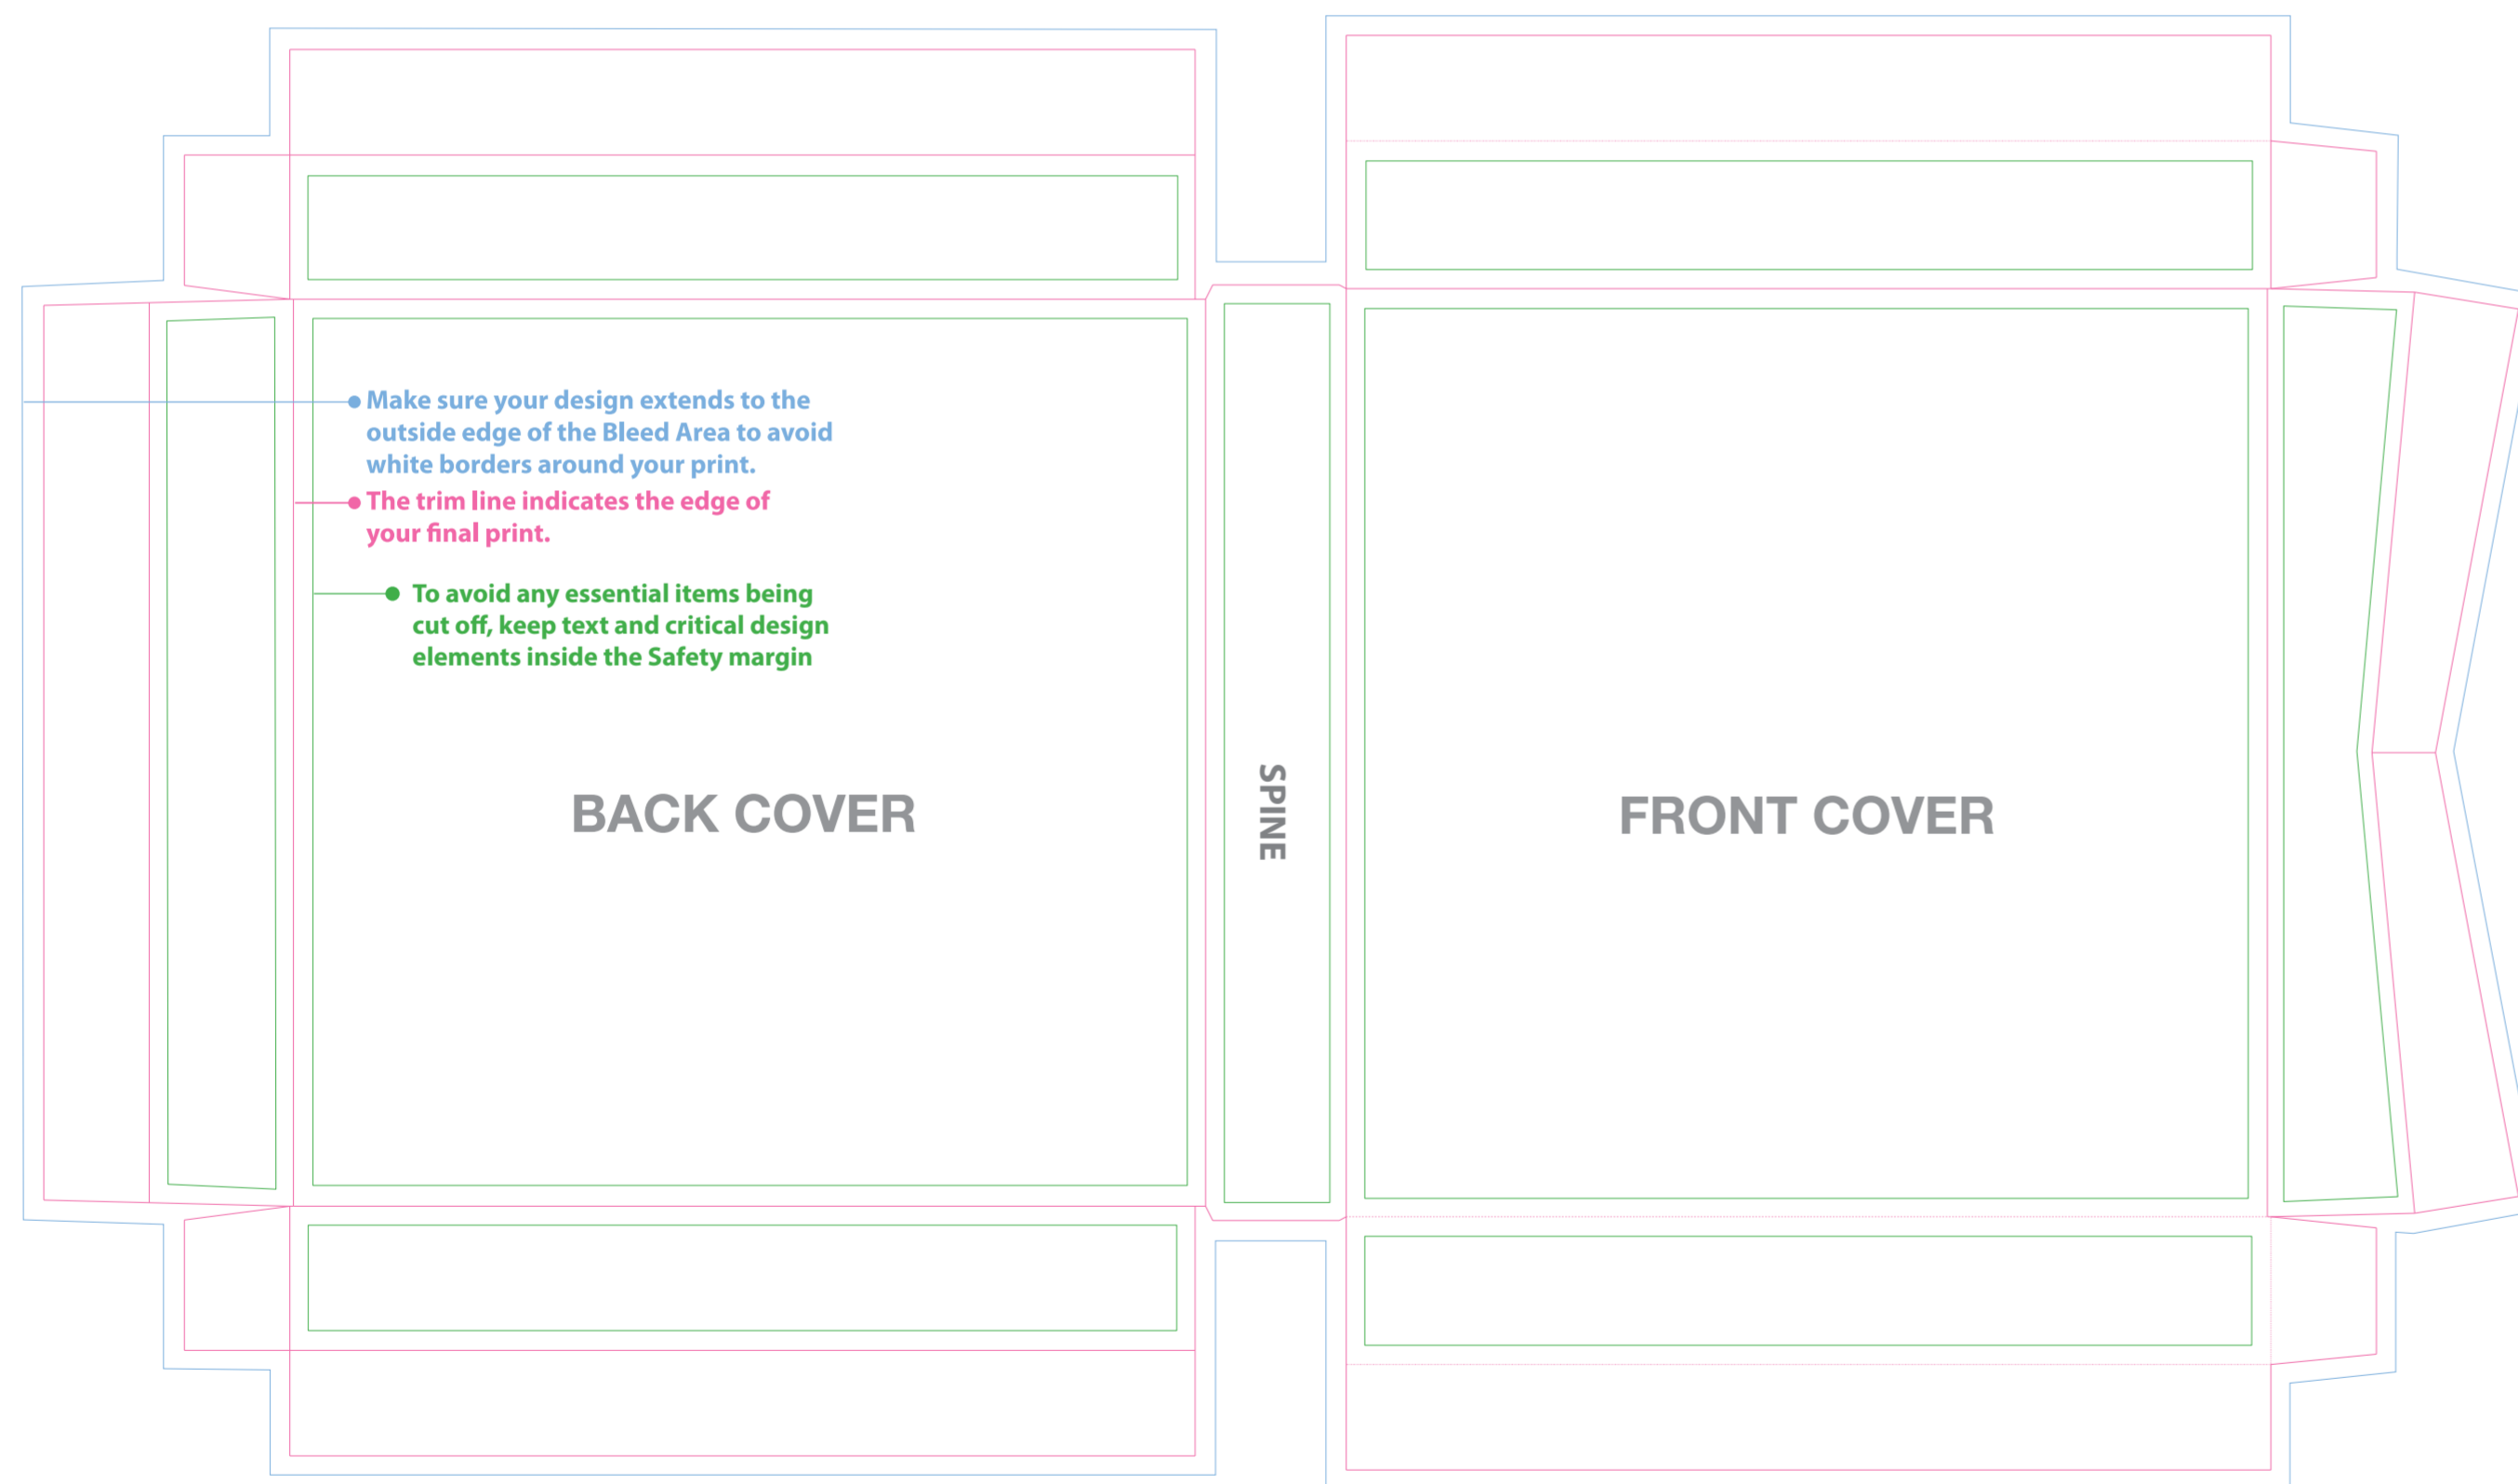 Make sure your design extends to the
outside edge of the Bleed Area to avoid
white borders around your print.
The trim line indicates the edge of
your final print.
To avoid any essential items being
cut off, keep text and critical design
elements inside the Safety margin
BACK COVER
SPINE
FRONT COVER